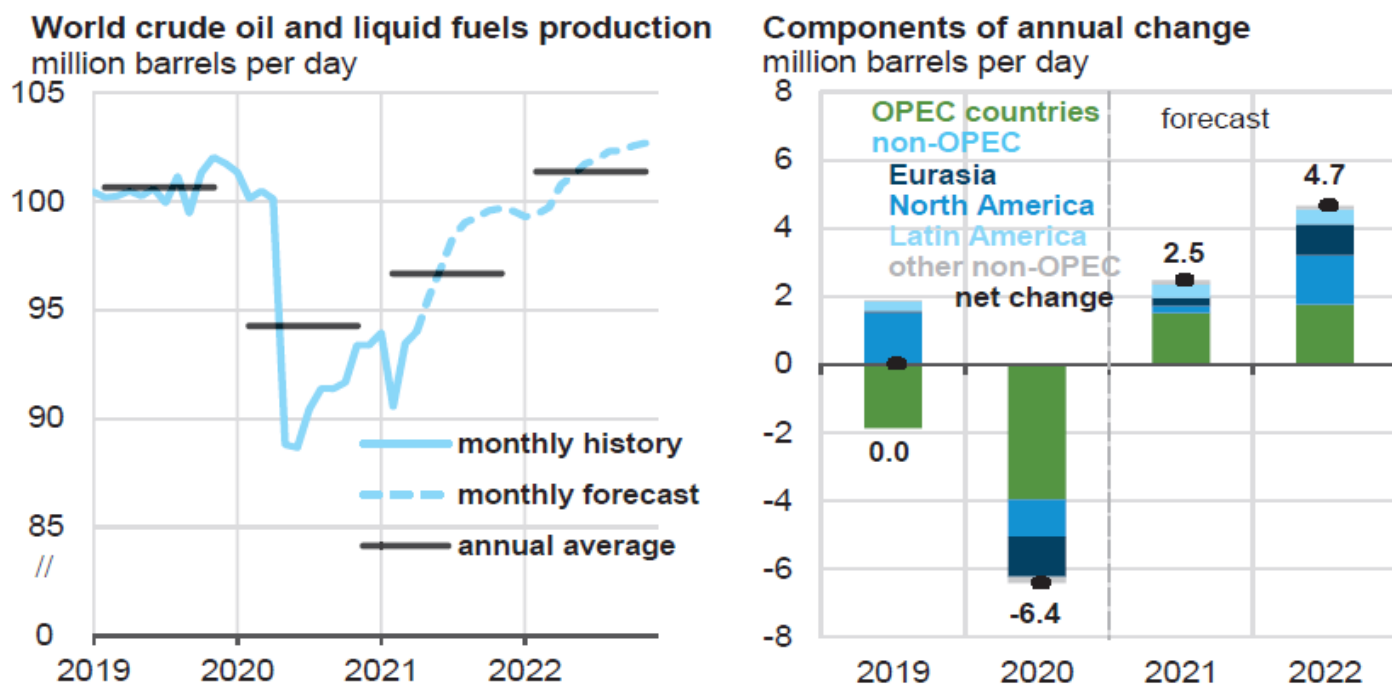 World crude oil and liquid fuels production
million barrels per day
105
100
95
90
85
//
0
2019 2020 2021 2022
monthly history
monthly forecast
annual average
Components of annual change
million barrels per day
8
6
4
2
0
-2
-4
-6
-8
OPEC countries
non-OPEC
Eurasia
North America
Latin America
other non-OPEC
net change
forecast
0.0
-6.4
2.5
4.7
2019 2020 2021 2022